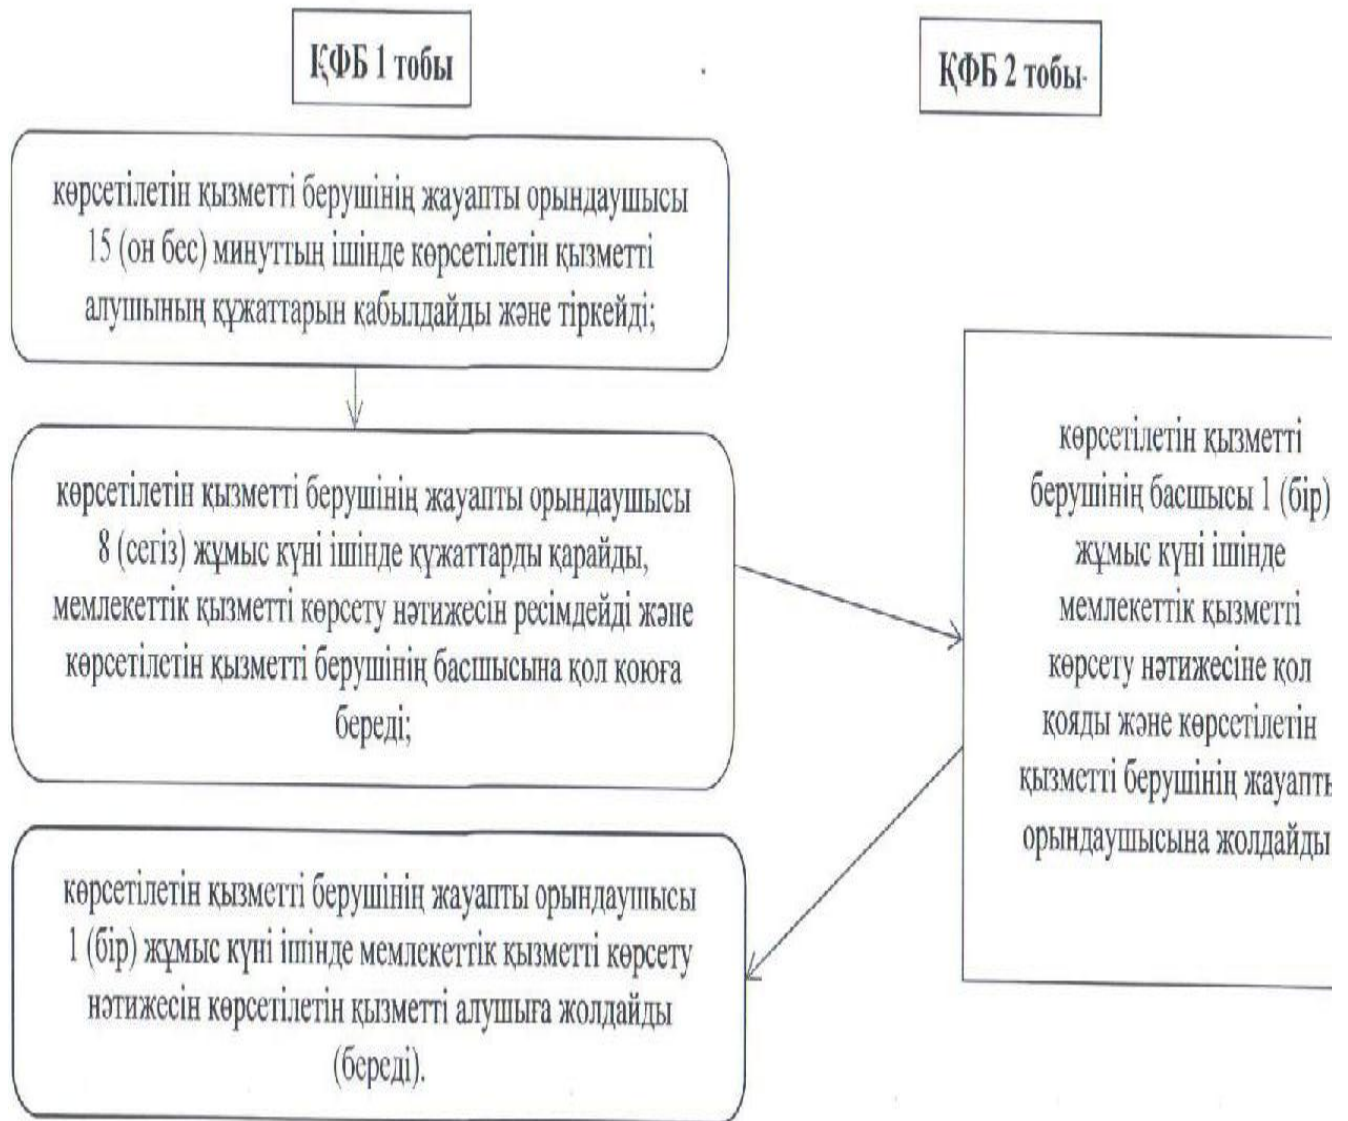 ҚФБ 1 тобы
ҚФБ 2 тобы
көрсетілетін қызметті берушінің жауапты орындаушысы
15 (он бес) минуттың ішінде көрсетілетін қызметті
алушының құжаттарын қабылдайды және тіркейді;
көрсетілетін қызметті берушінің жауапты орындаушысы
8 (сегіз) жұмыс күні ішінде құжаттарды қарайды,
мемлекеттік қызметті көрсету нәтижесін ресімдейді және
көрсетілетін қызметті берушінің басшысына қол қоюға
береді;
көрсетілетін қызметті
берушінің басшысы 1 (бір)
жұмыс күні ішінде
мемлекеттік қызметті
көрсету нәтижесіне қол
қояды және көрсетілетін
қызметті берушінің жауапты
орындаушысына жолдайды
көрсетілетін қызметті берушінің жауапты орындаушысы
1 (бір) жұмыс күні ішінде мемлекеттік қызметті көрсету
нәтижесін көрсетілетін қызметті алушыға жолдайды
(береді).